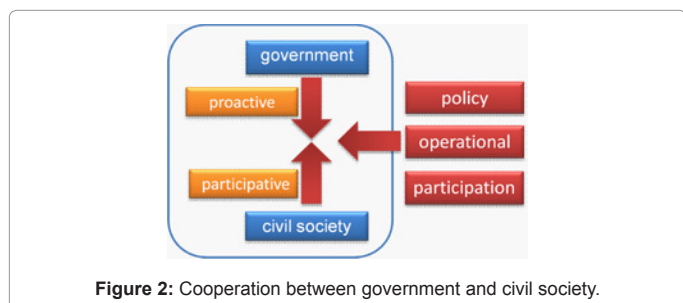 government
proactive
policy
operational
participative
participation
civil society
Figure 2: Cooperation between government and civil society.